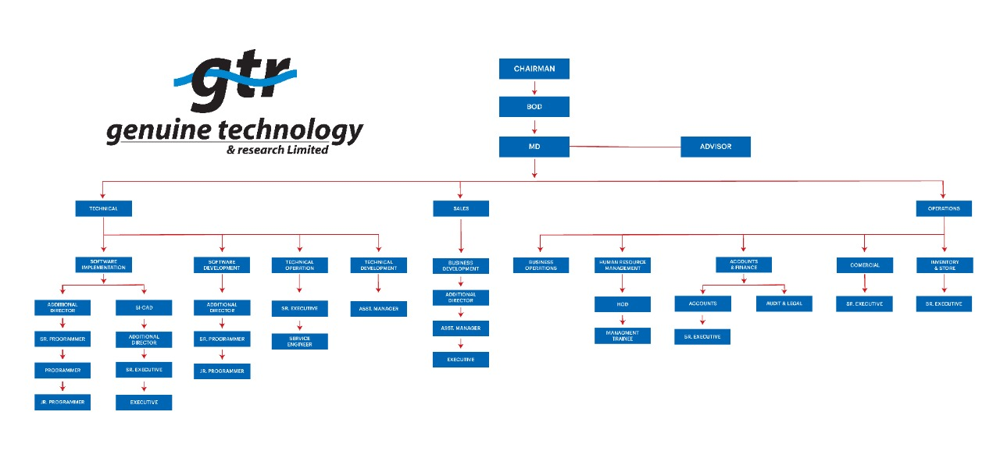 gtr
genuine technology
& research Limited
CHAIRMAN
BOD
MD
ADVISOR
TECHNICAL
SALES
OPERATIONS
SOFTWARE
IMPLEMENTATION
SOFTWARE
DEVELOPMENT
TECHNICAL
OPERATION
TECHNICAL
DEVELOPMENT
BUSINESS
DEVELOPMENT
BUSINESS
OPERATIONS
HUMAN RESOURCE
MANAGEMENT
ACCOUNTS
& FINANCE
COMERCIAL
INVENTORY
& STORE
ADDITIONAL
DIRECTOR
SI-CAD
ADDITIONAL
DIRECTOR
SR. EXECUTIVE
ASST. MANAGER
ADDITIONAL
DIRECTOR
HOD
ACCOUNTS
AUDIT & LEGAL
SR. EXECUTIVE
SR. EXECUTIVE
SR. PROGRAMMER
ADDITIONAL
DIRECTOR
SR. PROGRAMMER
SERVICE
ENGINEER
ASST. MANAGER
MANAGMENT
TRAINEE
SR. EXECUTIVE
PROGRAMMER
SR. EXECUTIVE
JR. PROGRAMMER
EXECUTIVE
JR. PROGRAMMER
EXECUTIVE